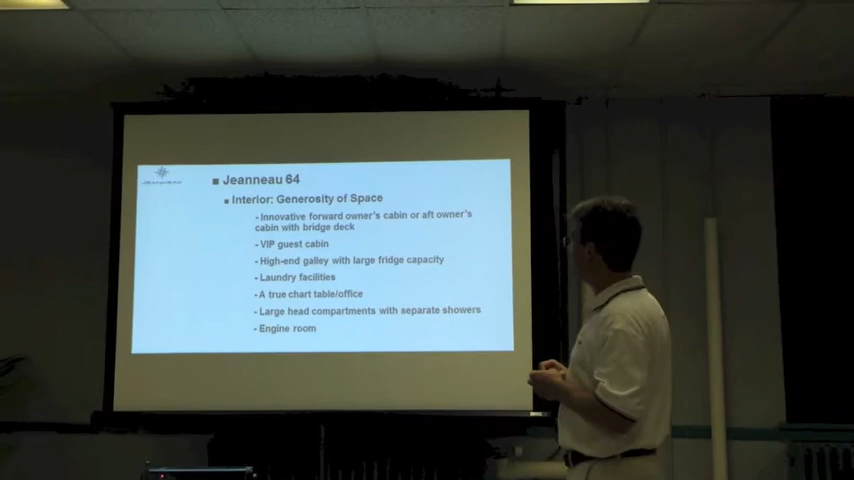 ■ Jeanneau 64
■ Interior: Generosity of Space
- Innovative forward owner's cabin or aft owner's
cabin with bridge deck
- VIP guest cabin
- High-end galley with large fridge capacity
- Laundry facilities
- A true chart table/office
- Large head compartments with separate showers
- Engine room